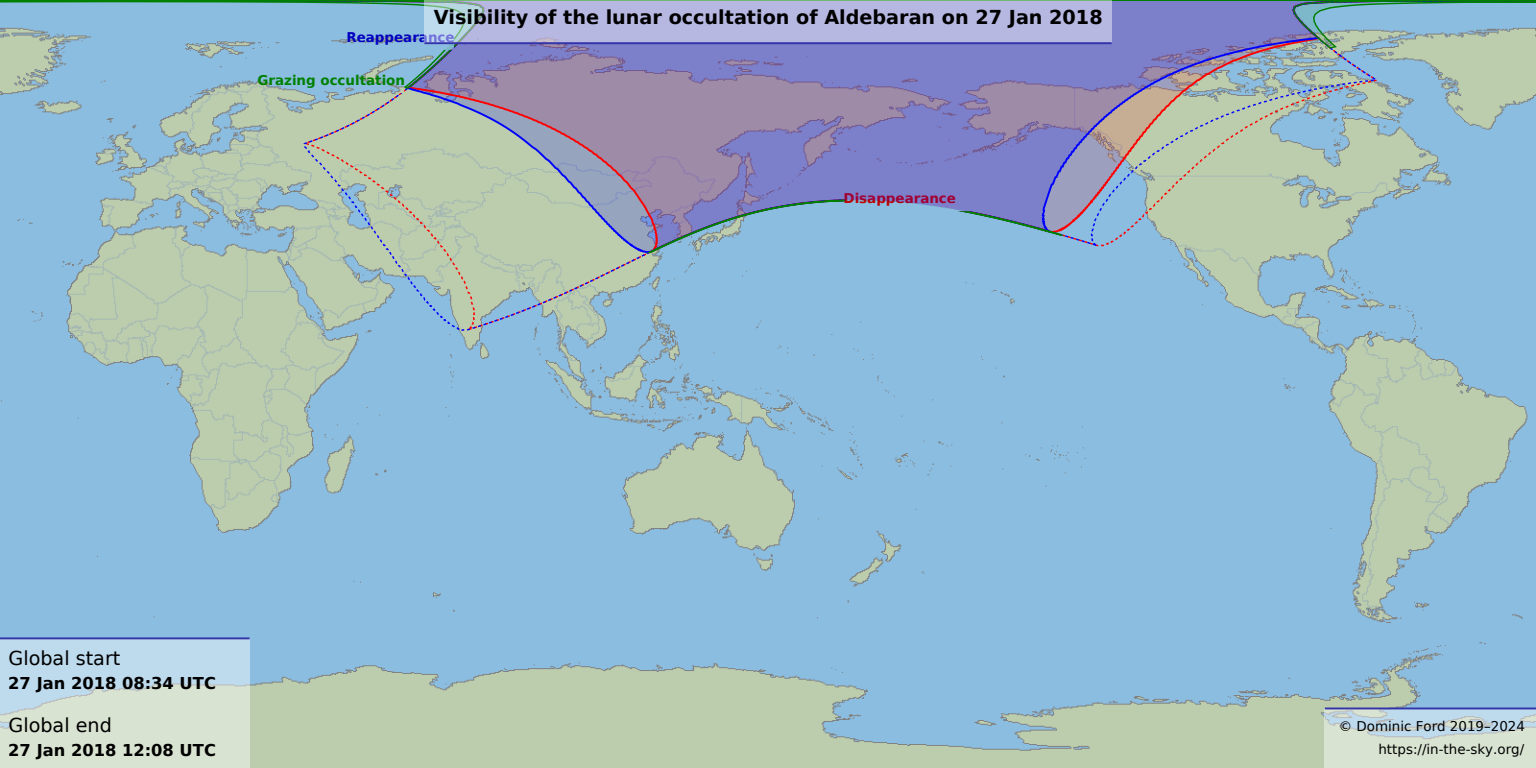 Visibility of the lunar occultation of Aldebaran on 27 Jan 2018
Reappearance
Grazing occultation
Disappearance
Global start
27 Jan 2018 08:34 UTC
Global end
27 Jan 2018 12:08 UTC
© Dominic Ford 2019–2024
https://in-the-sky.org/